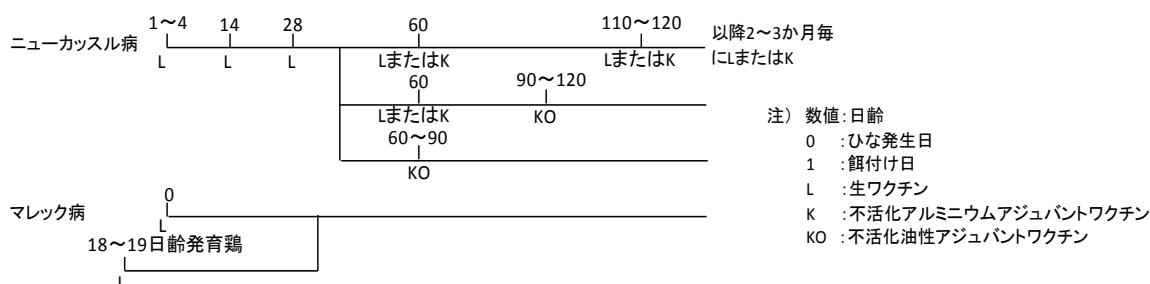 1～4 14 28 60 110～120
ニューカッスル病
以降2～3か月毎
にLまたはK
L L L LまたはK LまたはK
60 90～120
LまたはK KO
60～90
KO
注） 数値：日齢
0 ：ひな発生日
1 ：餌付け日
L ：生ワクチン
K ：不活化アルミニウムアジュバントワクチン
KO ：不活化油性アジュバントワクチン
0
マレック病
L
18～19日齢発育鶏
L